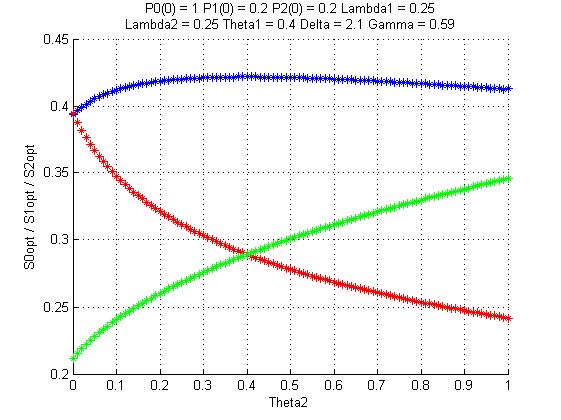 P0(0) = 1 P1(0) = 0.2 P2(0) = 0.2 Lambda1 = 0.25
Lambda2 = 0.25 Theta1 = 0.4 Delta = 2.1 Gamma = 0.59
0.45
0.4
0.35
0.3
0.25
0.2
S0opt / S1opt / S2opt
0 0.1 0.2 0.3 0.4 0.5 0.6 0.7 0.8 0.9 1
Theta2